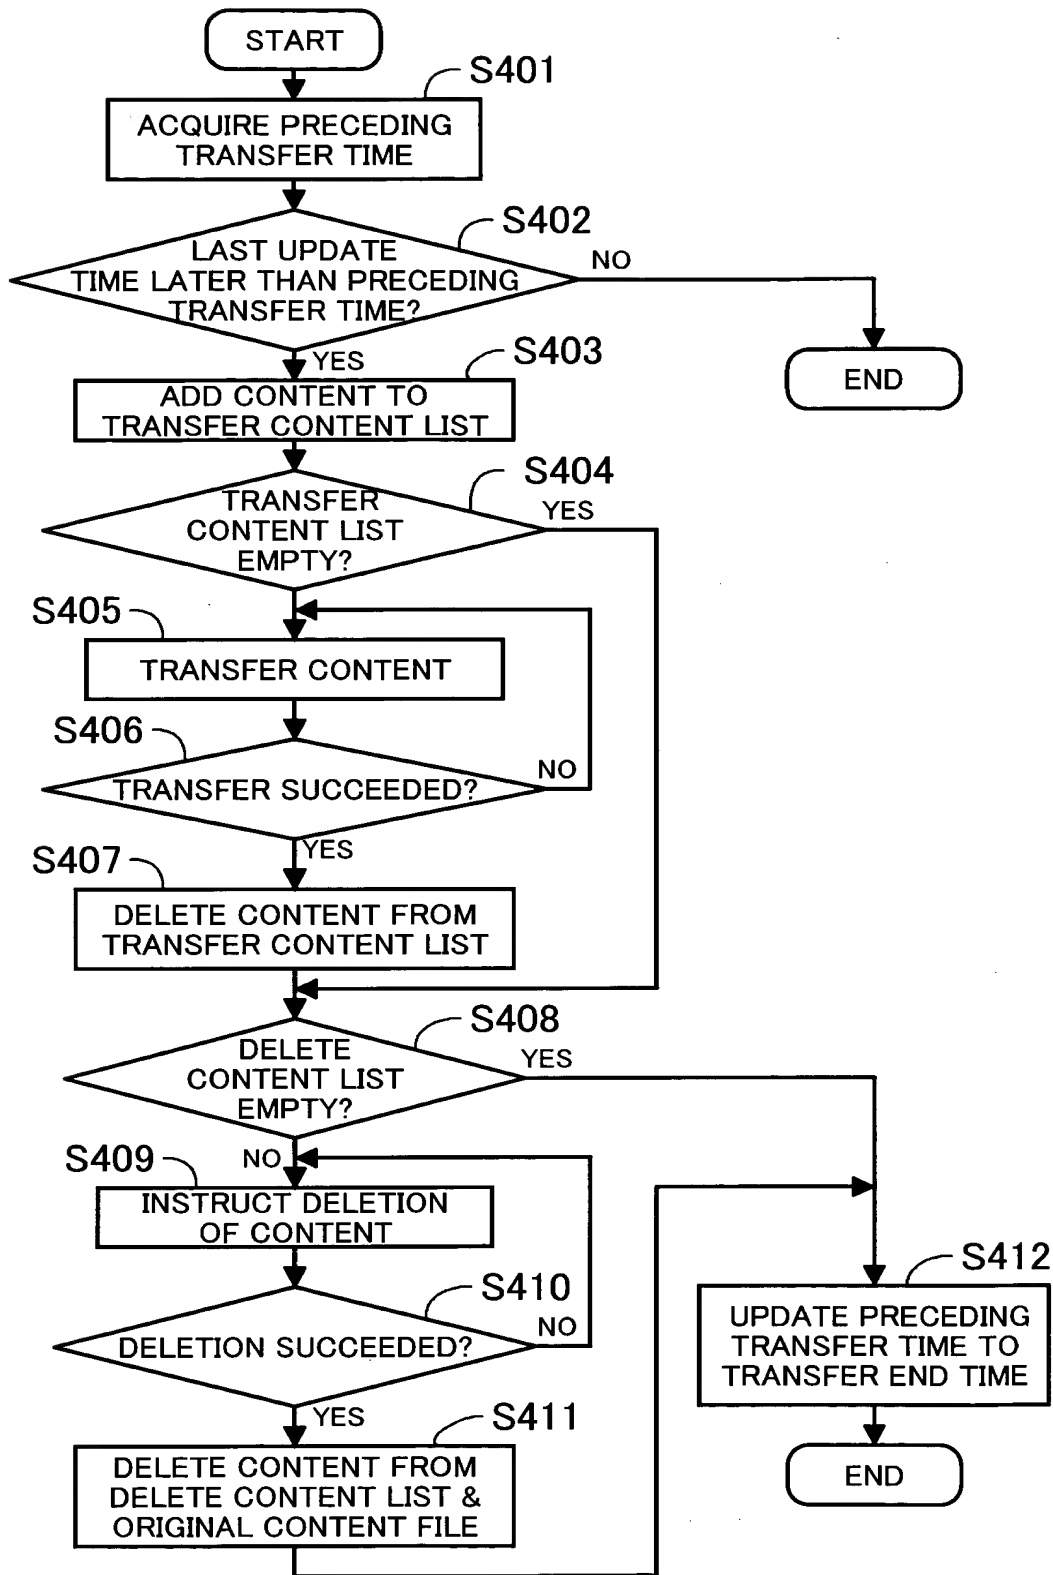 START
S401
ACQUIRE PRECEDING
TRANSFER TIME
S402
LAST UPDATE
TIME LATER THAN PRECEDING
TRANSFER TIME?
NO
YES
END
S403
ADD CONTENT TO
TRANSFER CONTENT LIST
S404
TRANSFER
CONTENT LIST
EMPTY?
YES
S405
TRANSFER CONTENT
S406
TRANSFER SUCCEEDED?
NO
YES
S407
DELETE CONTENT FROM
TRANSFER CONTENT LIST
S408
DELETE
CONTENT LIST
EMPTY?
YES
NO
S409
INSTRUCT DELETION
OF CONTENT
S410
DELETION SUCCEEDED?
NO
YES
S411
DELETE CONTENT FROM
DELETE CONTENT LIST &
ORIGINAL CONTENT FILE
S412
UPDATE PRECEDING
TRANSFER TIME TO
TRANSFER END TIME
END